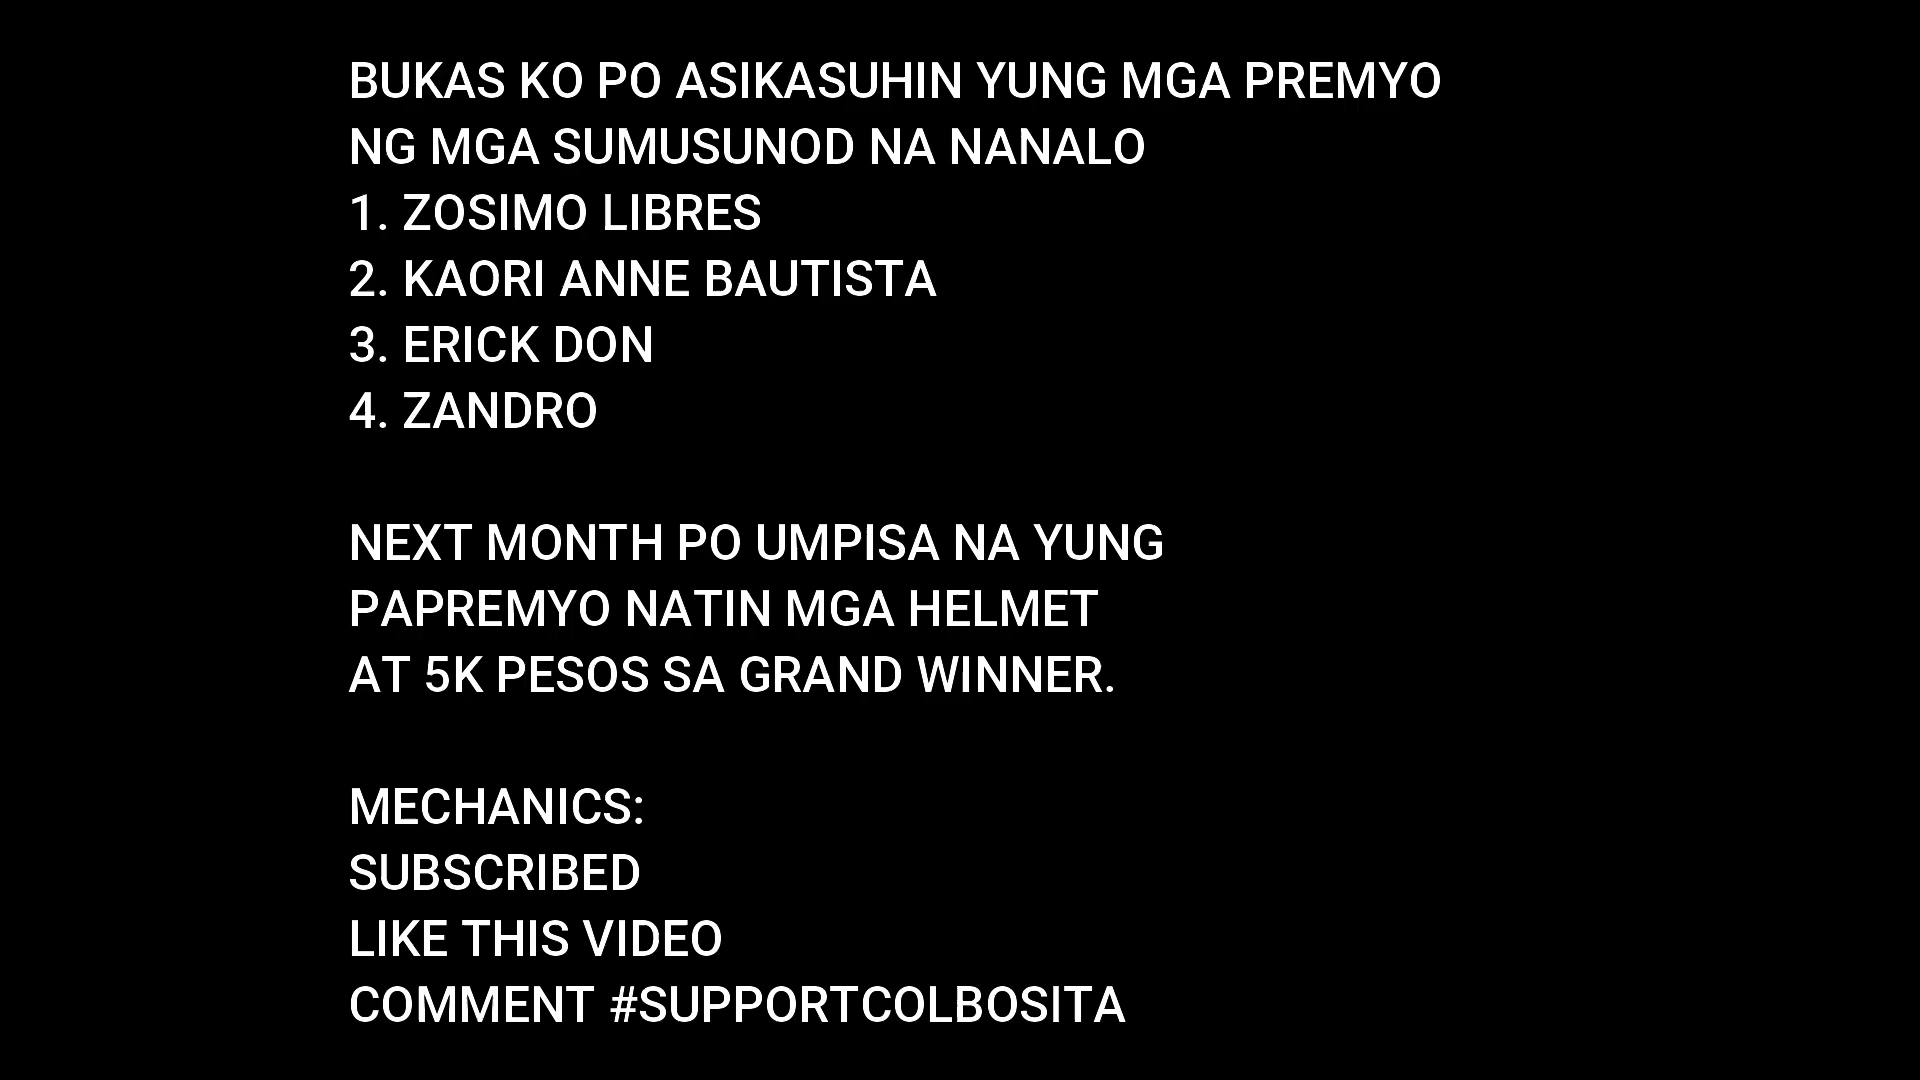 BUKAS KO PO ASIKASUHIN YUNG MGA PREMYO
NG MGA SUMUSUNOD NA NANALO
1. ZOSIMO LIBRES
2. KAORI ANNE BAUTISTA
3. ERICK DON
4. ZANDRO
NEXT MONTH PO UMPISA NA YUNG
PAPREMYO NATIN MGA HELMET
AT 5K PESOS SA GRAND WINNER.
MECHANICS:
SUBSCRIBED
LIKE THIS VIDEO
COMMENT #SUPPORTCOLBOSITA